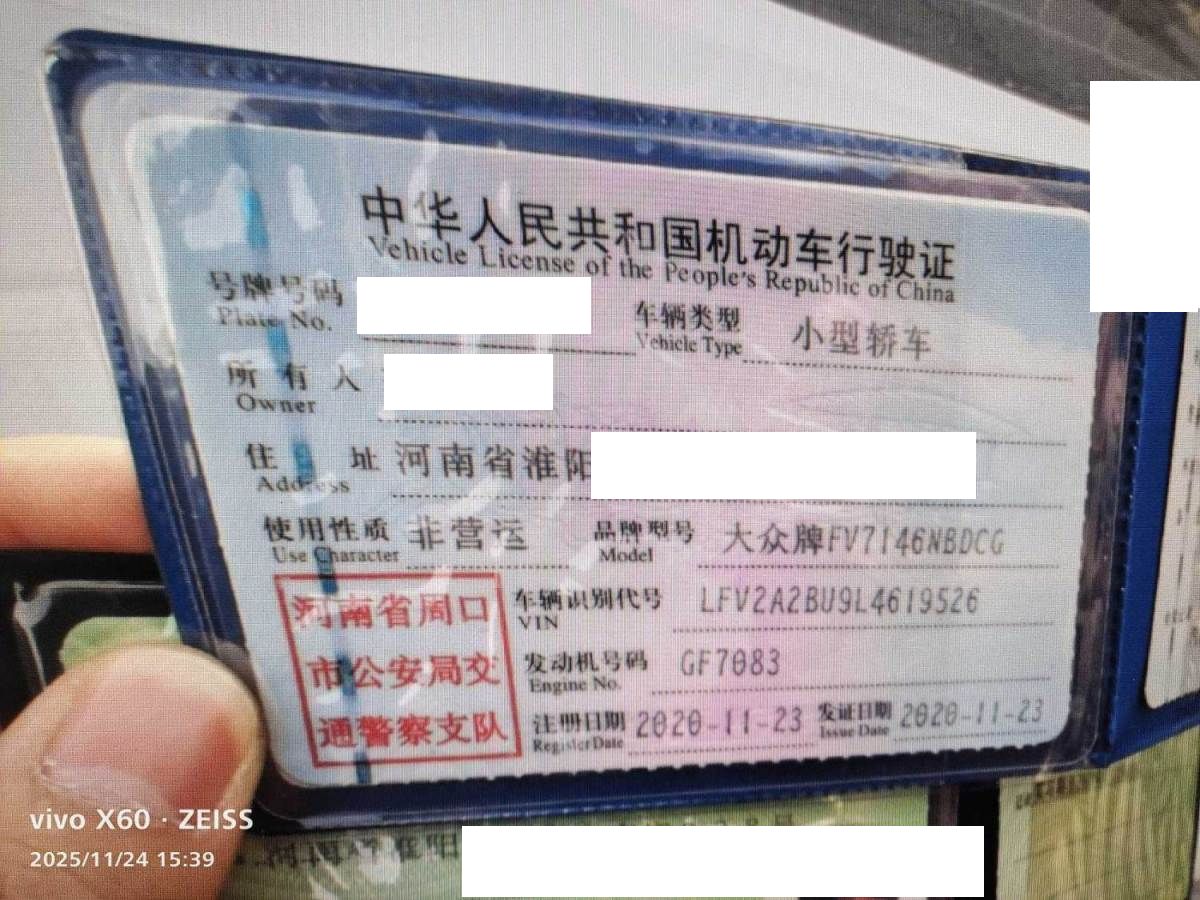 中华人民共和国机动车行驶证
Vehicle License of the People's Republic of China
号牌号码
Plate No.
车辆类型 小型轿车
Vehicle Type
所有人
Owner
住址 河南省淮阳
Address
使用性质 非营运 品牌型号 大众牌FV7146NBDCG
Use Character Model
河南省周口
市公安局交
通警察支队
车辆识别代号 LFV2A2BU9L4619526
VIN
发动机号码 GF7083
Engine No.
注册日期 2020-11-23 发证日期 2020-11-23
Register Date Issue Date
vivo X60 · ZEISS
2025/11/24 15:39